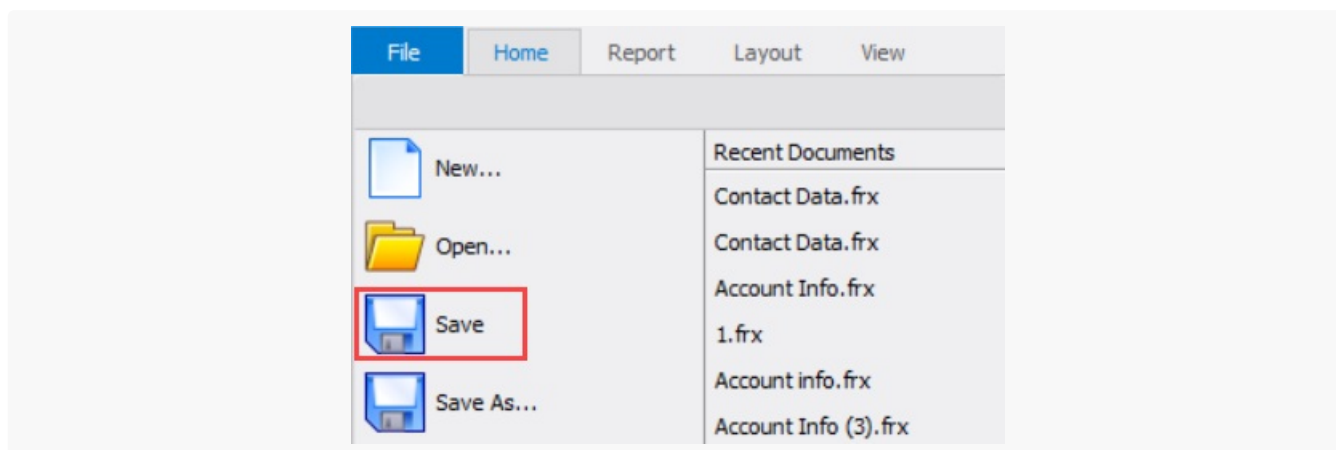 File Home Report Layout View
New...
Open...
Save
Save As...
Recent Documents
Contact Data.frx
Contact Data.frx
Account Info.frx
1.frx
Account info.frx
Account Info (3).frx